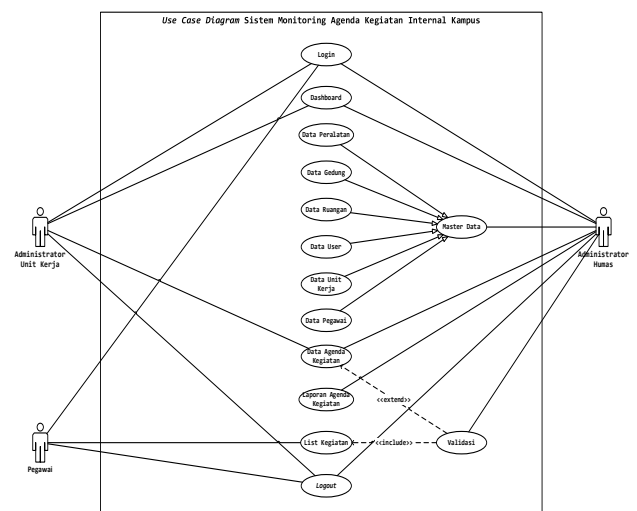 Use Case Diagram Sistem Monitoring Agenda Kegiatan Internal Kampus
Login
Dashboard
Data Peralatan
Data Gedung
Data Ruangan
Master Data
Data User
Administrator
Unit Kerja
Administrator
Humas
Data Unit
Kerja
Data Pegawai
Data Agenda
Kegiatan
Laporan Agenda
Kegiatan
<<extend>>
List Kegiatan
<<include>>
Validasi
Pegawai
Logout